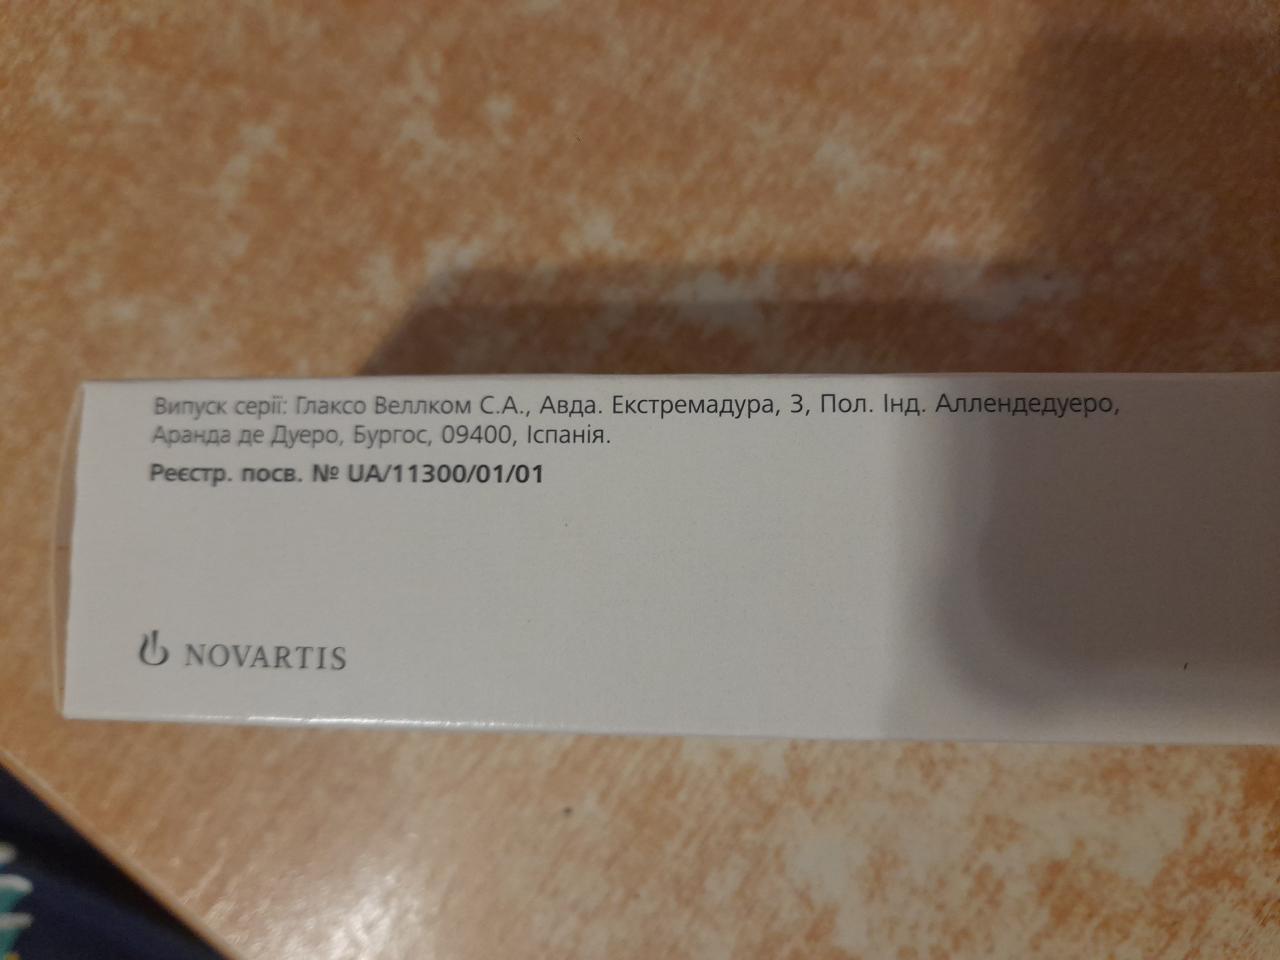 Випуск серії: Глаксо Веллком С.А., Авда. Екстремадура, 3, Пол. Інд. Аллендедуеро,
Аранда де Дуеро, Бургос, 09400, Іспанія.
Реєстр. посв. № UA/11300/01/01
NOVARTIS